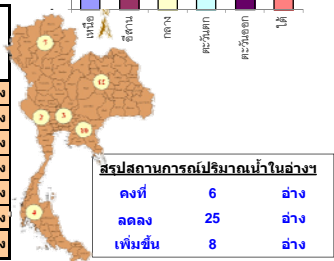 เหนือ
อีสาน
กลาง
ตะวันตก
ตะวันออก
ใต้
สรุปสถานการณ์ปริมาณน้ำในอ่างฯ
คงที่ 6 อ่าง
ลดลง 25 อ่าง
เพิ่มขึ้น 8 อ่าง